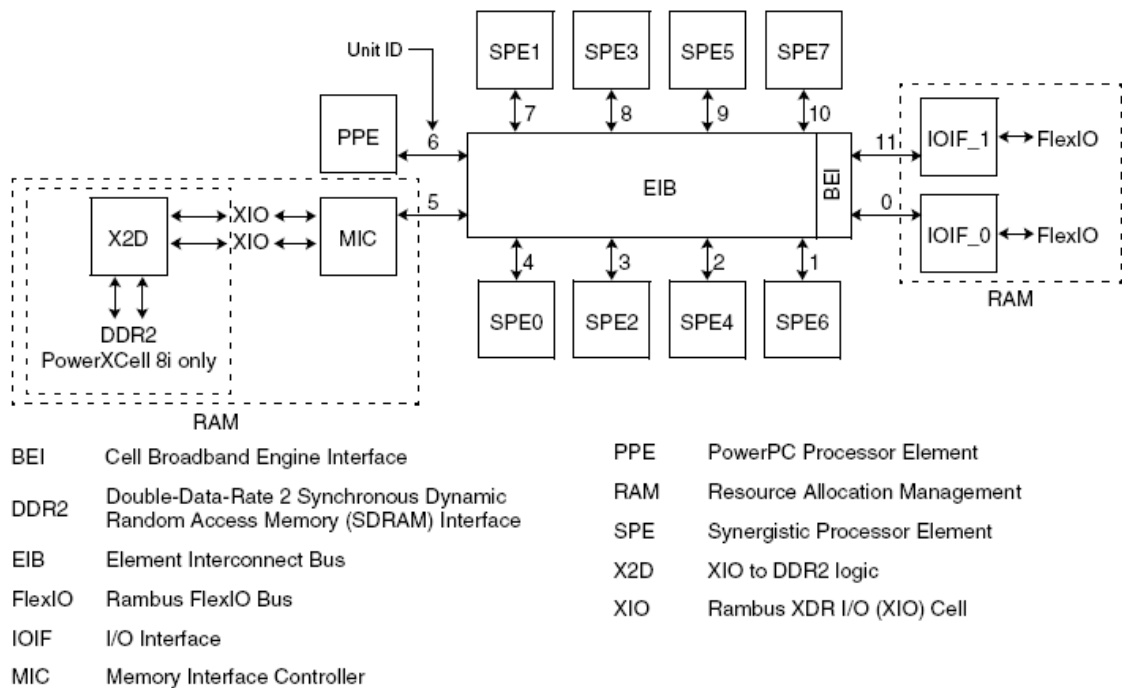 Unit ID
SPE1
SPE3
SPE5
SPE7
7
8
9
10
PPE
6
EIB
BEI
11
IOIF_1
FlexIO
0
IOIF_0
FlexIO
RAM
X2D
XIO
XIO
MIC
5
DDR2
PowerXCell 8i only
RAM
4
3
2
1
SPE0
SPE2
SPE4
SPE6
BEI Cell Broadband Engine Interface
DDR2 Double-Data-Rate 2 Synchronous Dynamic
Random Access Memory (SDRAM) Interface
EIB Element Interconnect Bus
FlexIO Rambus FlexIO Bus
IOIF I/O Interface
MIC Memory Interface Controller
PPE PowerPC Processor Element
RAM Resource Allocation Management
SPE Synergistic Processor Element
X2D XIO to DDR2 logic
XIO Rambus XDR I/O (XIO) Cell